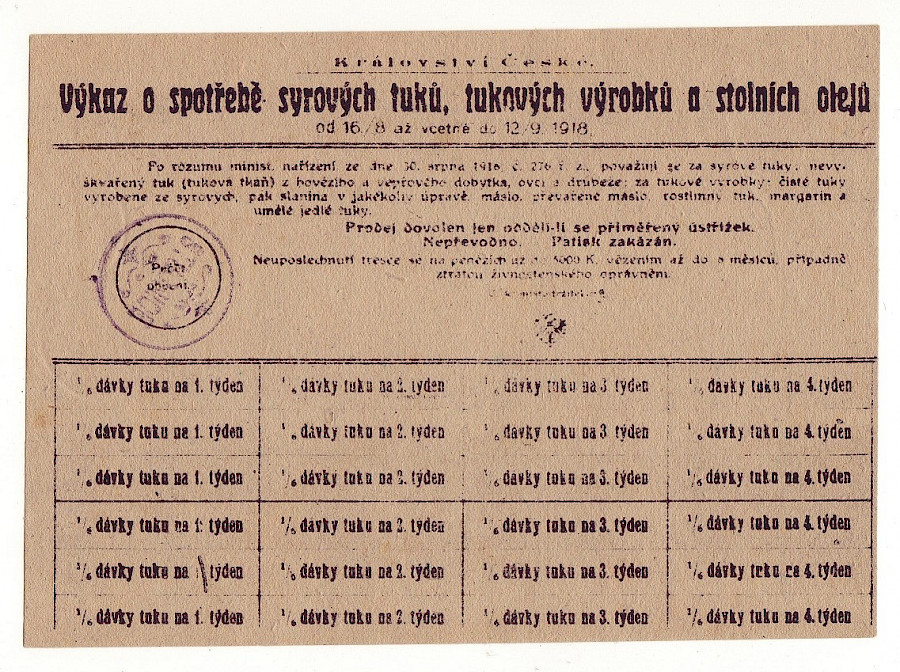 Království České.
Výkaz o spotřebě syrových tuků, tukových výrobků a stolních olejů
od 16./8 až včetně do 12./9. 1918.
Po rozumu minist. nařízení ze dne 30. srpna 1916, č. 276 ř. z., považují se za syrové tuky: nevy-
škvařený tuk (tuková tkáň) z hovězího a vepřového dobytka, ovcí a drůbeže; za tukové výrobky: čisté tuky
vyrobené ze syrových, pak slanina v jakékoliv úpravě, máslo, převařené máslo, rostlinný tuk, margarin a
umělé jedlé tuky.
Prodej dovolen jen oddělí-li se přiměřený ústřižek.
Nepřevodno. Padělak zakázán.
Neuposlechnutí tresce se na penězích až do 5000 K, vězením až do 6 měsíců, případně
ztrátou živnostenského oprávnění.
Pečeť
obecní.
1/6 dávky tuku na 1. týden 1/6 dávky tuku na 2. týden 1/6 dávky tuku na 3. týden 1/6 dávky tuku na 4. týden
1/6 dávky tuku na 1. týden 1/6 dávky tuku na 2. týden 1/6 dávky tuku na 3. týden 1/6 dávky tuku na 4. týden
1/6 dávky tuku na 1. týden 1/6 dávky tuku na 2. týden 1/6 dávky tuku na 3. týden 1/6 dávky tuku na 4. týden
1/6 dávky tuku na 1. týden 1/6 dávky tuku na 2. týden 1/6 dávky tuku na 3. týden 1/6 dávky tuku na 4. týden
1/6 dávky tuku na týden 1/6 dávky tuku na 2. týden 1/6 dávky tuku na 3. týden 1/6 dávky tuku na 4. týden
1/6 dávky tuku na 1. týden 1/6 dávky tuku na 2. týden 1/6 dávky tuku na 3. týden 1/6 dávky tuku na 4. týden